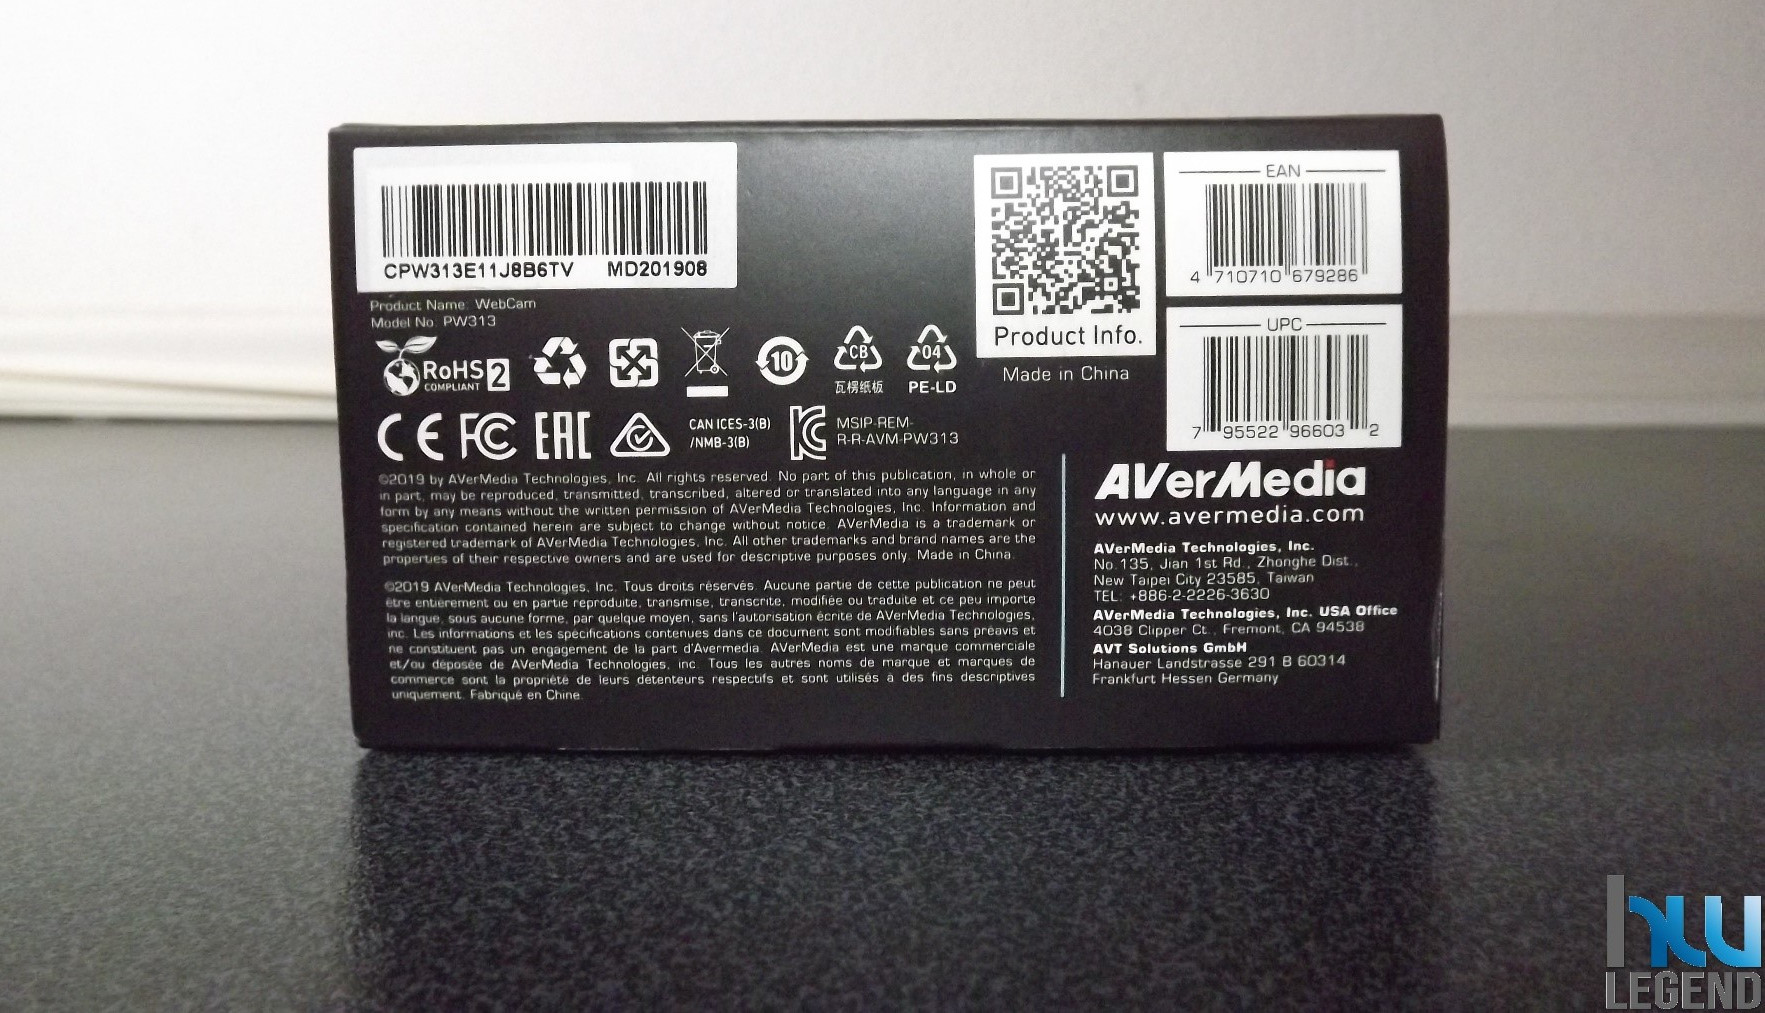 CPW313E11J8B6TV MD201908
Product Name: WebCam
Model No. PW313
RoHS 2
COMPLIANT
10
CB
瓦楞纸板
04
PE-LD
CE FC EAC
CAN ICES-3(B)
/NMB-3(B)
MSIP-REM-
R-R-AVM-PW313
©2019 by AVerMedia Technologies, Inc. All rights reserved. No part of this publication, in whole or
in part, may be reproduced, transmitted, transcribed, altered or translated into any language in any
form by any means without the written permission of AVerMedia Technologies, Inc. Information and
specification contained herein are subject to change without notice. AVerMedia is a trademark or
registered trademark of AVerMedia Technologies, Inc. All other trademarks and brand names are the
properties of their respective owners and are used for descriptive purposes only. Made in China.
©2019 AVerMedia Technologies, Inc. Tous droits réservés. Aucune partie de cette publication ne peut
être entièrement ou en partie reproduite, transmise, transcrite, modifiée ou traduite et ce peu importe
la langue, sous aucune forme, par quelque moyen, sans l'autorisation écrite de AVerMedia Technologies,
inc. Les informations et les spécifications contenues dans ce document sont modifiables sans préavis et
ne constituent pas un engagement de la part d'Avermedia. AVerMedia est une marque commerciale
et/ou déposée de AVerMedia Technologies, inc. Tous les autres noms de marque et marques de
commerce sont la propriété de leurs détenteurs respectifs et sont utilisés à des fins descriptives
uniquement. Fabriqué en Chine.
Product Info.
Made in China
EAN
4 710710 679286
UPC
7 95522 96603 2
AVerMedia
www.avermedia.com
AVerMedia Technologies, Inc.
No.135, Jian 1st Rd., Zhonghe Dist.,
New Taipei City 23585, Taiwan
TEL: +886-2-2226-3630
AVerMedia Technologies, Inc. USA Office
4038 Clipper Ct., Fremont, CA 94538
AVT Solutions GmbH
Hanauer Landstrasse 291 B 60314
Frankfurt Hessen Germany
LEGEND